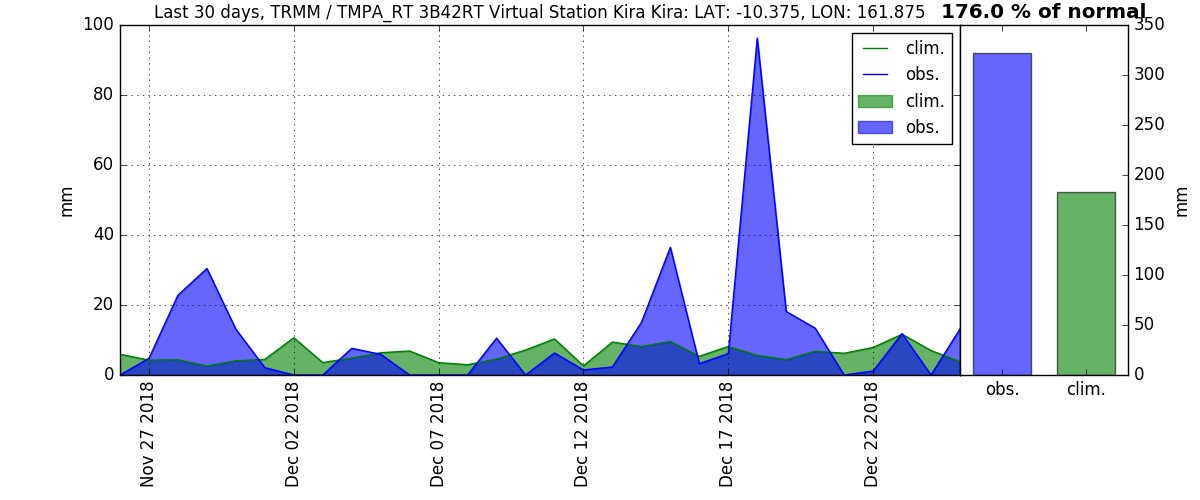 Last 30 days, TRMM / TMPA_RT 3B42RT Virtual Station Kira Kira: LAT: -10.375, LON: 161.875 176.0 % of normal
100
80
60
40
20
0
mm
clim.
obs.
clim.
obs.
Nov 27 2018
Dec 02 2018
Dec 07 2018
Dec 12 2018
Dec 17 2018
Dec 22 2018
350
300
250
200
150
100
50
0
mm
obs. clim.